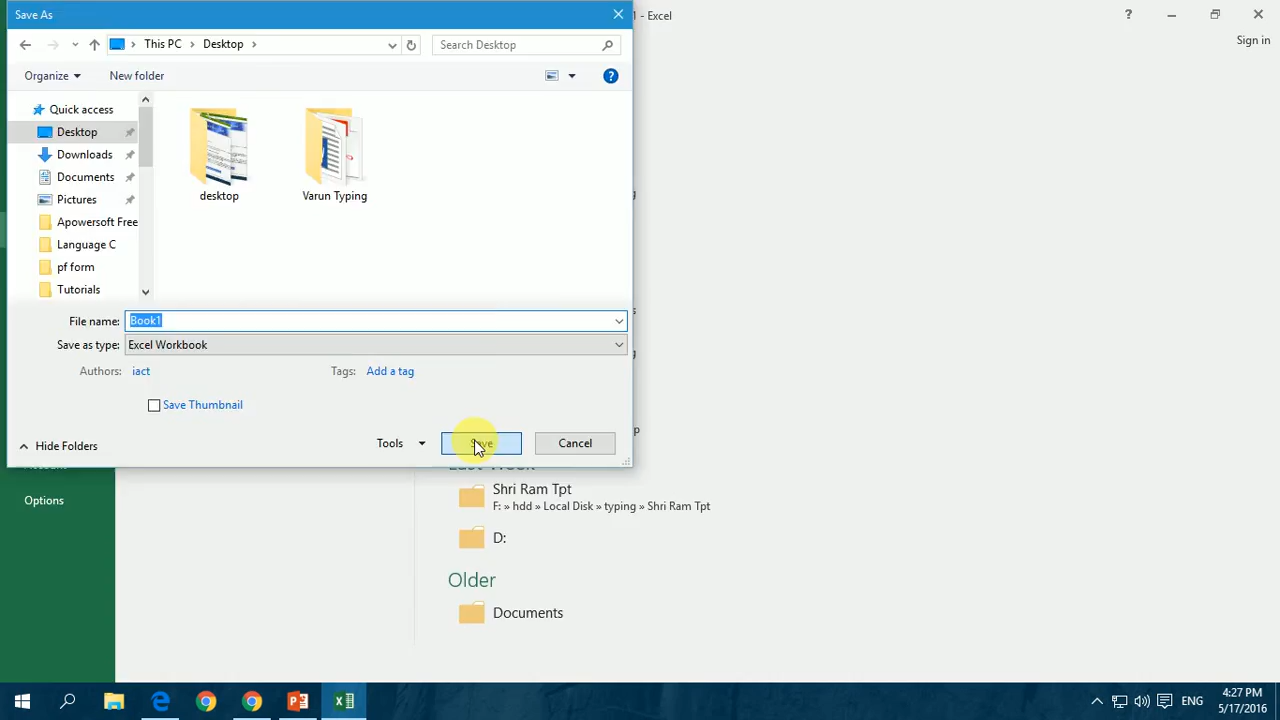 Save As
1 - Excel
Sign in
This PC
Desktop
Search Desktop
Organize
New folder
Quick access
Desktop
Downloads
Documents
Pictures
Apowersoft Free
Language C
pf form
Tutorials
desktop
Varun Typing
File name: Book1
Save as type: Excel Workbook
Authors: iact
Tags: Add a tag
Save Thumbnail
Hide Folders
Tools
Save
Cancel
Options
Last Week
Shri Ram Tpt
F: » hdd » Local Disk » typing » Shri Ram Tpt
D:
Older
Documents
ENG
4:27 PM
5/17/2016